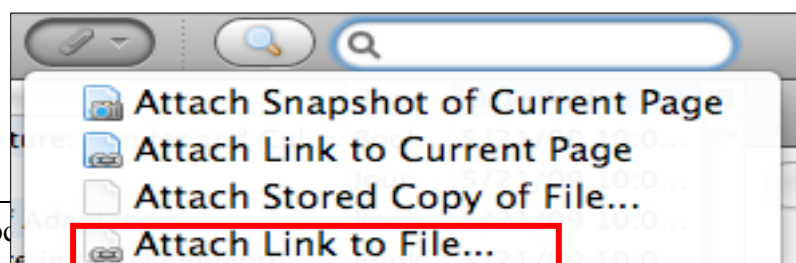 Attach Snapshot of Current Page
Attach Link to Current Page
Attach Stored Copy of File...
Attach Link to File...